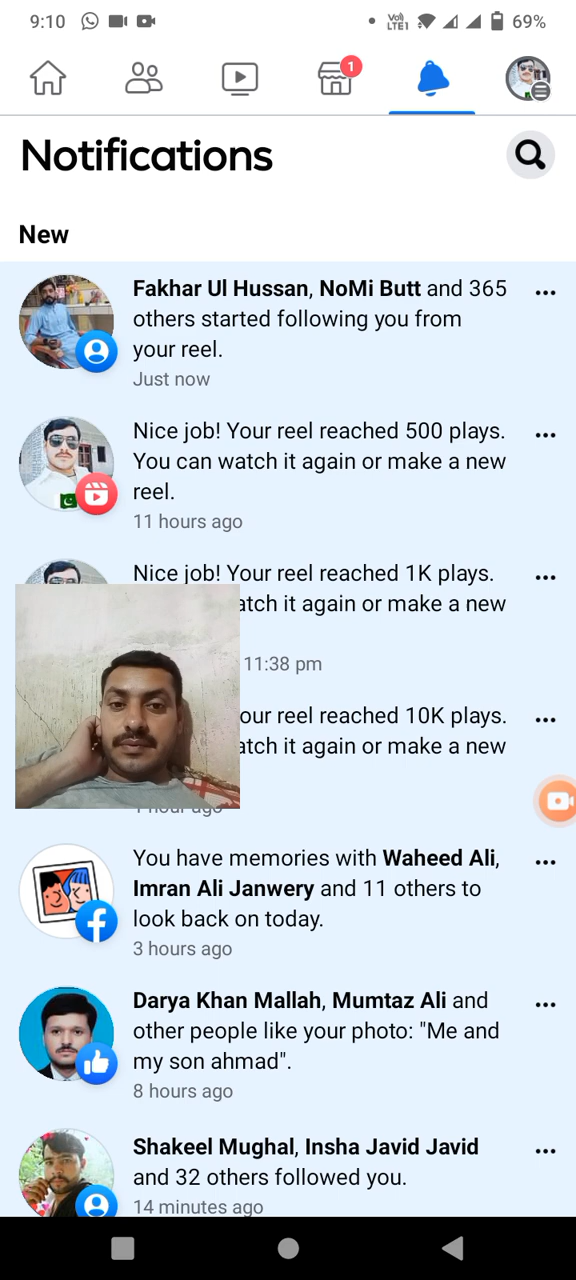 9:10
Vo)) LTE1
69%
1
Notifications
New
Fakhar Ul Hussan, NoMi Butt and 365
others started following you from
your reel.
Just now
Nice job! Your reel reached 500 plays.
You can watch it again or make a new
reel.
11 hours ago
Nice job! Your reel reached 1K plays.
atch it again or make a new
11:38 pm
our reel reached 10K plays.
atch it again or make a new
1 hour ago
You have memories with Waheed Ali,
Imran Ali Janwery and 11 others to
look back on today.
3 hours ago
Darya Khan Mallah, Mumtaz Ali and
other people like your photo: "Me and
my son ahmad".
8 hours ago
Shakeel Mughal, Insha Javid Javid
and 32 others followed you.
14 minutes ago